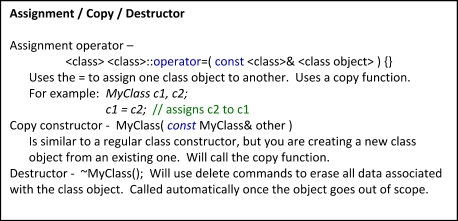 Assignment / Copy / Destructor
Assignment operator –
<class> <class>::operator=( const <class>& <class object> ) {}
Uses the = to assign one class object to another. Uses a copy function.
For example: MyClass c1, c2;
c1 = c2; // assigns c2 to c1
Copy constructor - MyClass( const MyClass& other )
Is similar to a regular class constructor, but you are creating a new class
object from an existing one. Will call the copy function.
Destructor - ~MyClass(); Will use delete commands to erase all data associated
with the class object. Called automatically once the object goes out of scope.